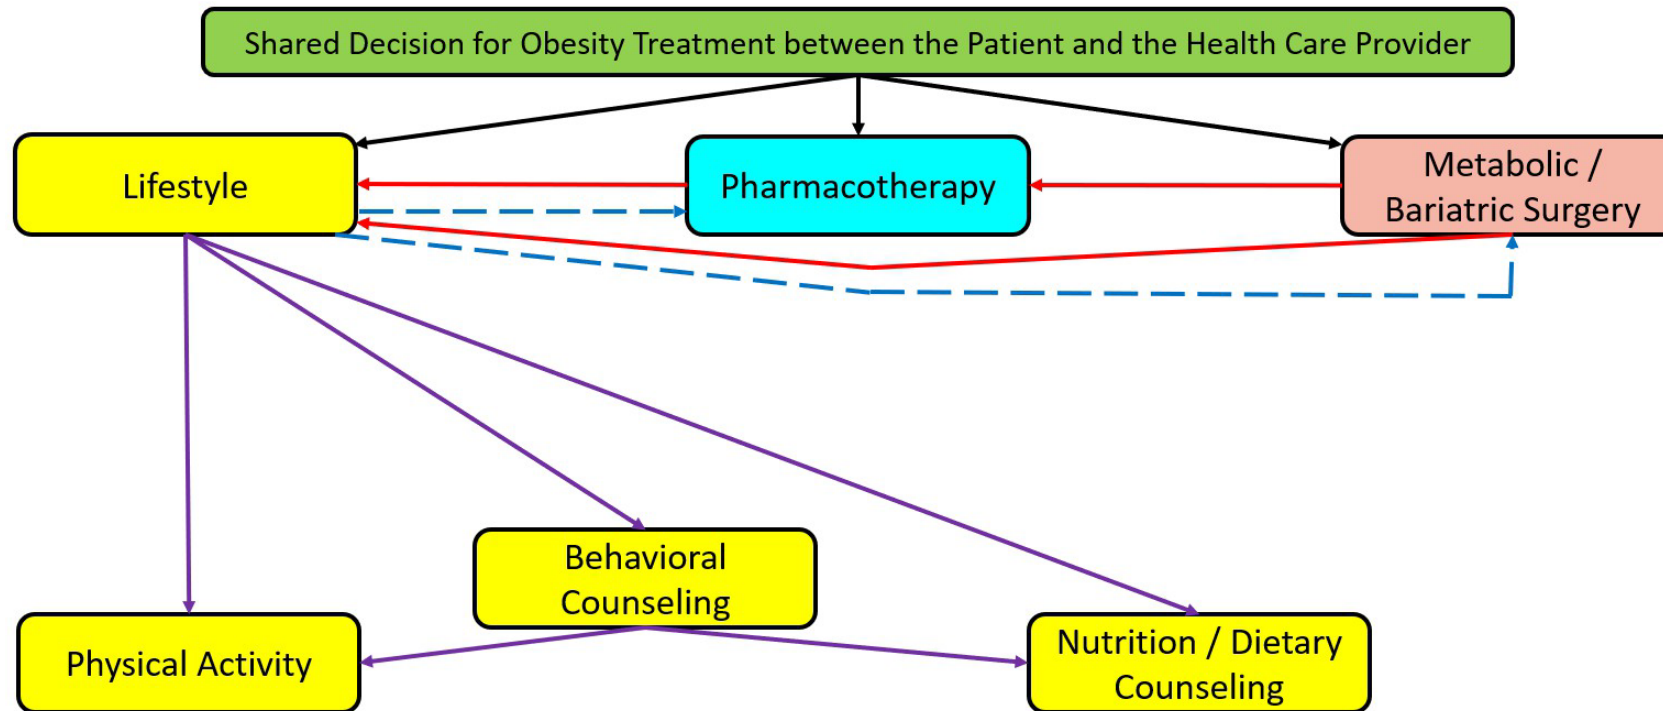 Shared Decision for Obesity Treatment between the Patient and the Health Care Provider
Lifestyle
Pharmacotherapy
Metabolic /
Bariatric Surgery
Behavioral
Counseling
Physical Activity
Nutrition / Dietary
Counseling